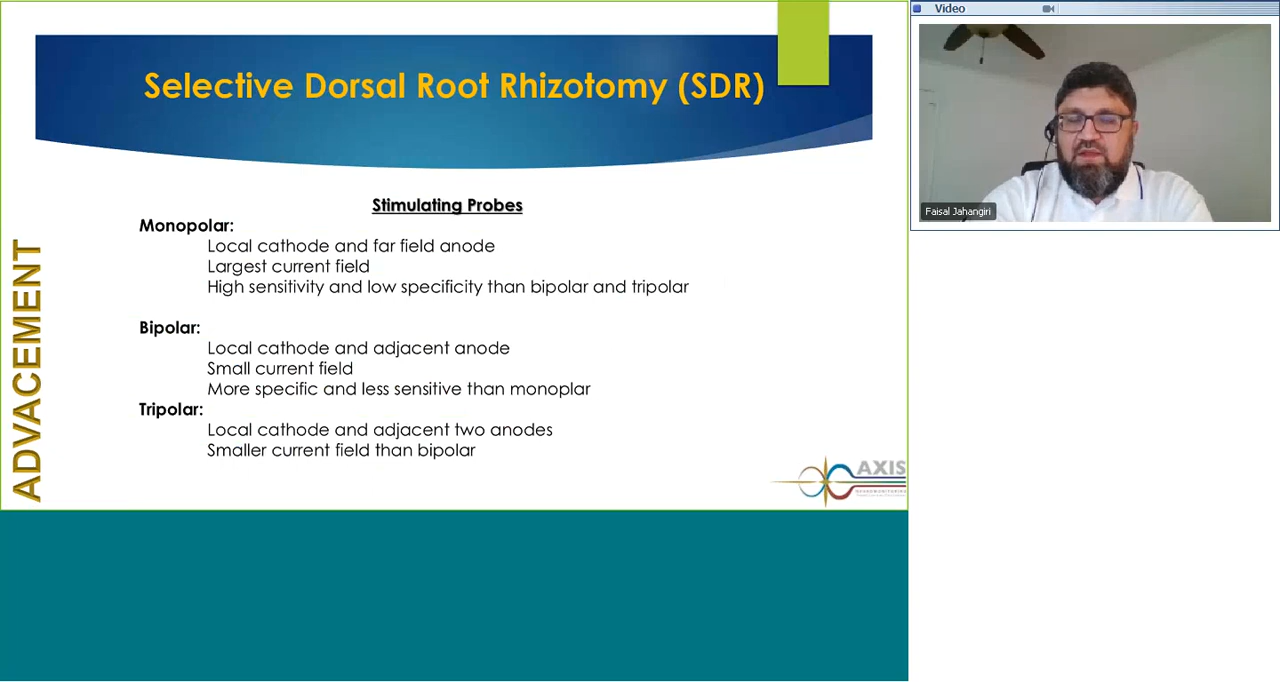 Selective Dorsal Root Rhizotomy (SDR)
Stimulating Probes
Monopolar:
Local cathode and far field anode
Largest current field
High sensitivity and low specificity than bipolar and tripolar
Bipolar:
Local cathode and adjacent anode
Small current field
More specific and less sensitive than monoplar
Tripolar:
Local cathode and adjacent two anodes
Smaller current field than bipolar
ADVACEMENT
AXIS
NEUROMONITORING
Video
Faisal Jahangiri